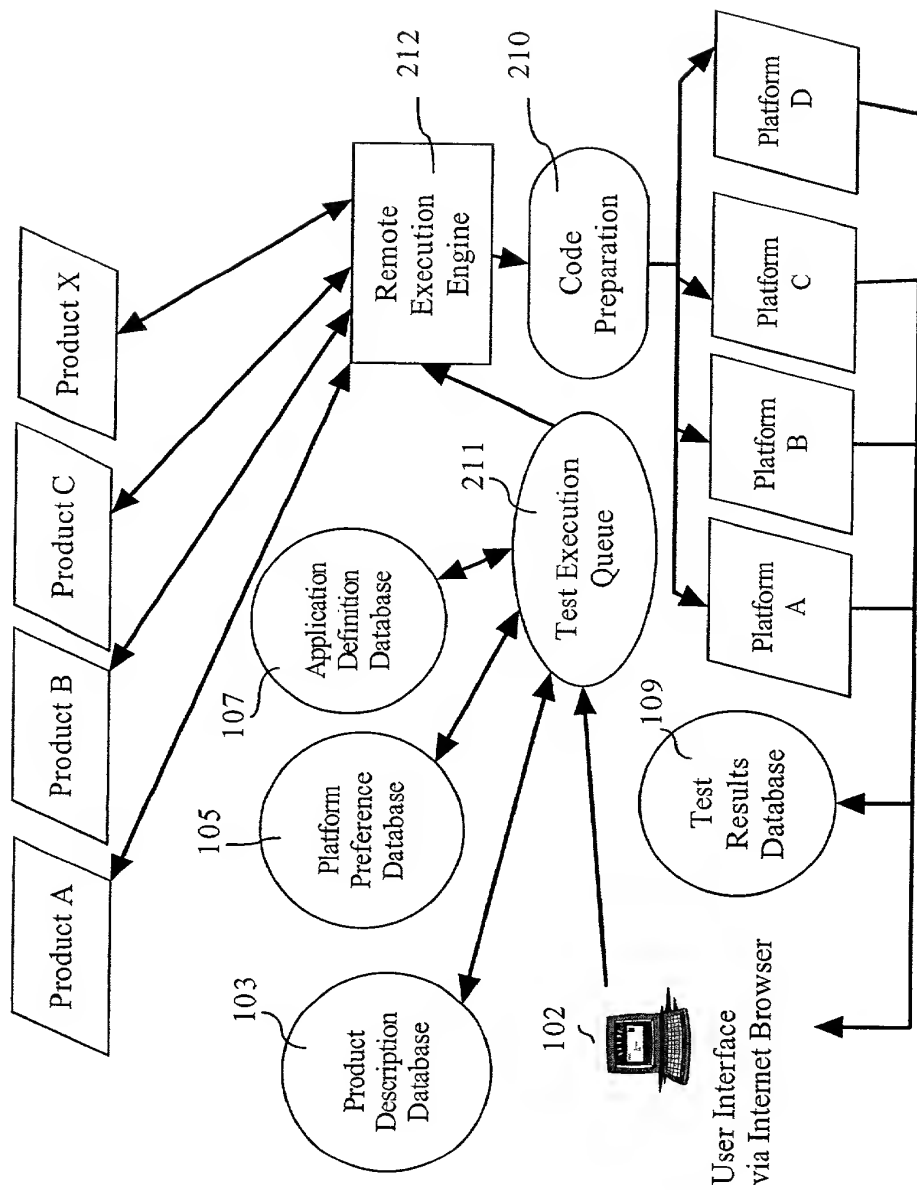 Product A
Product B
Product C
Product X
103
Product
Description
Database
105
Platform
Preference
Database
107
Application
Definition
Database
Remote
Execution
Engine
212
102
User Interface
via Internet Browser
211
Test Execution
Queue
Code
Preparation
210
109
Test
Results
Database
Platform
A
Platform
B
Platform
C
Platform
D